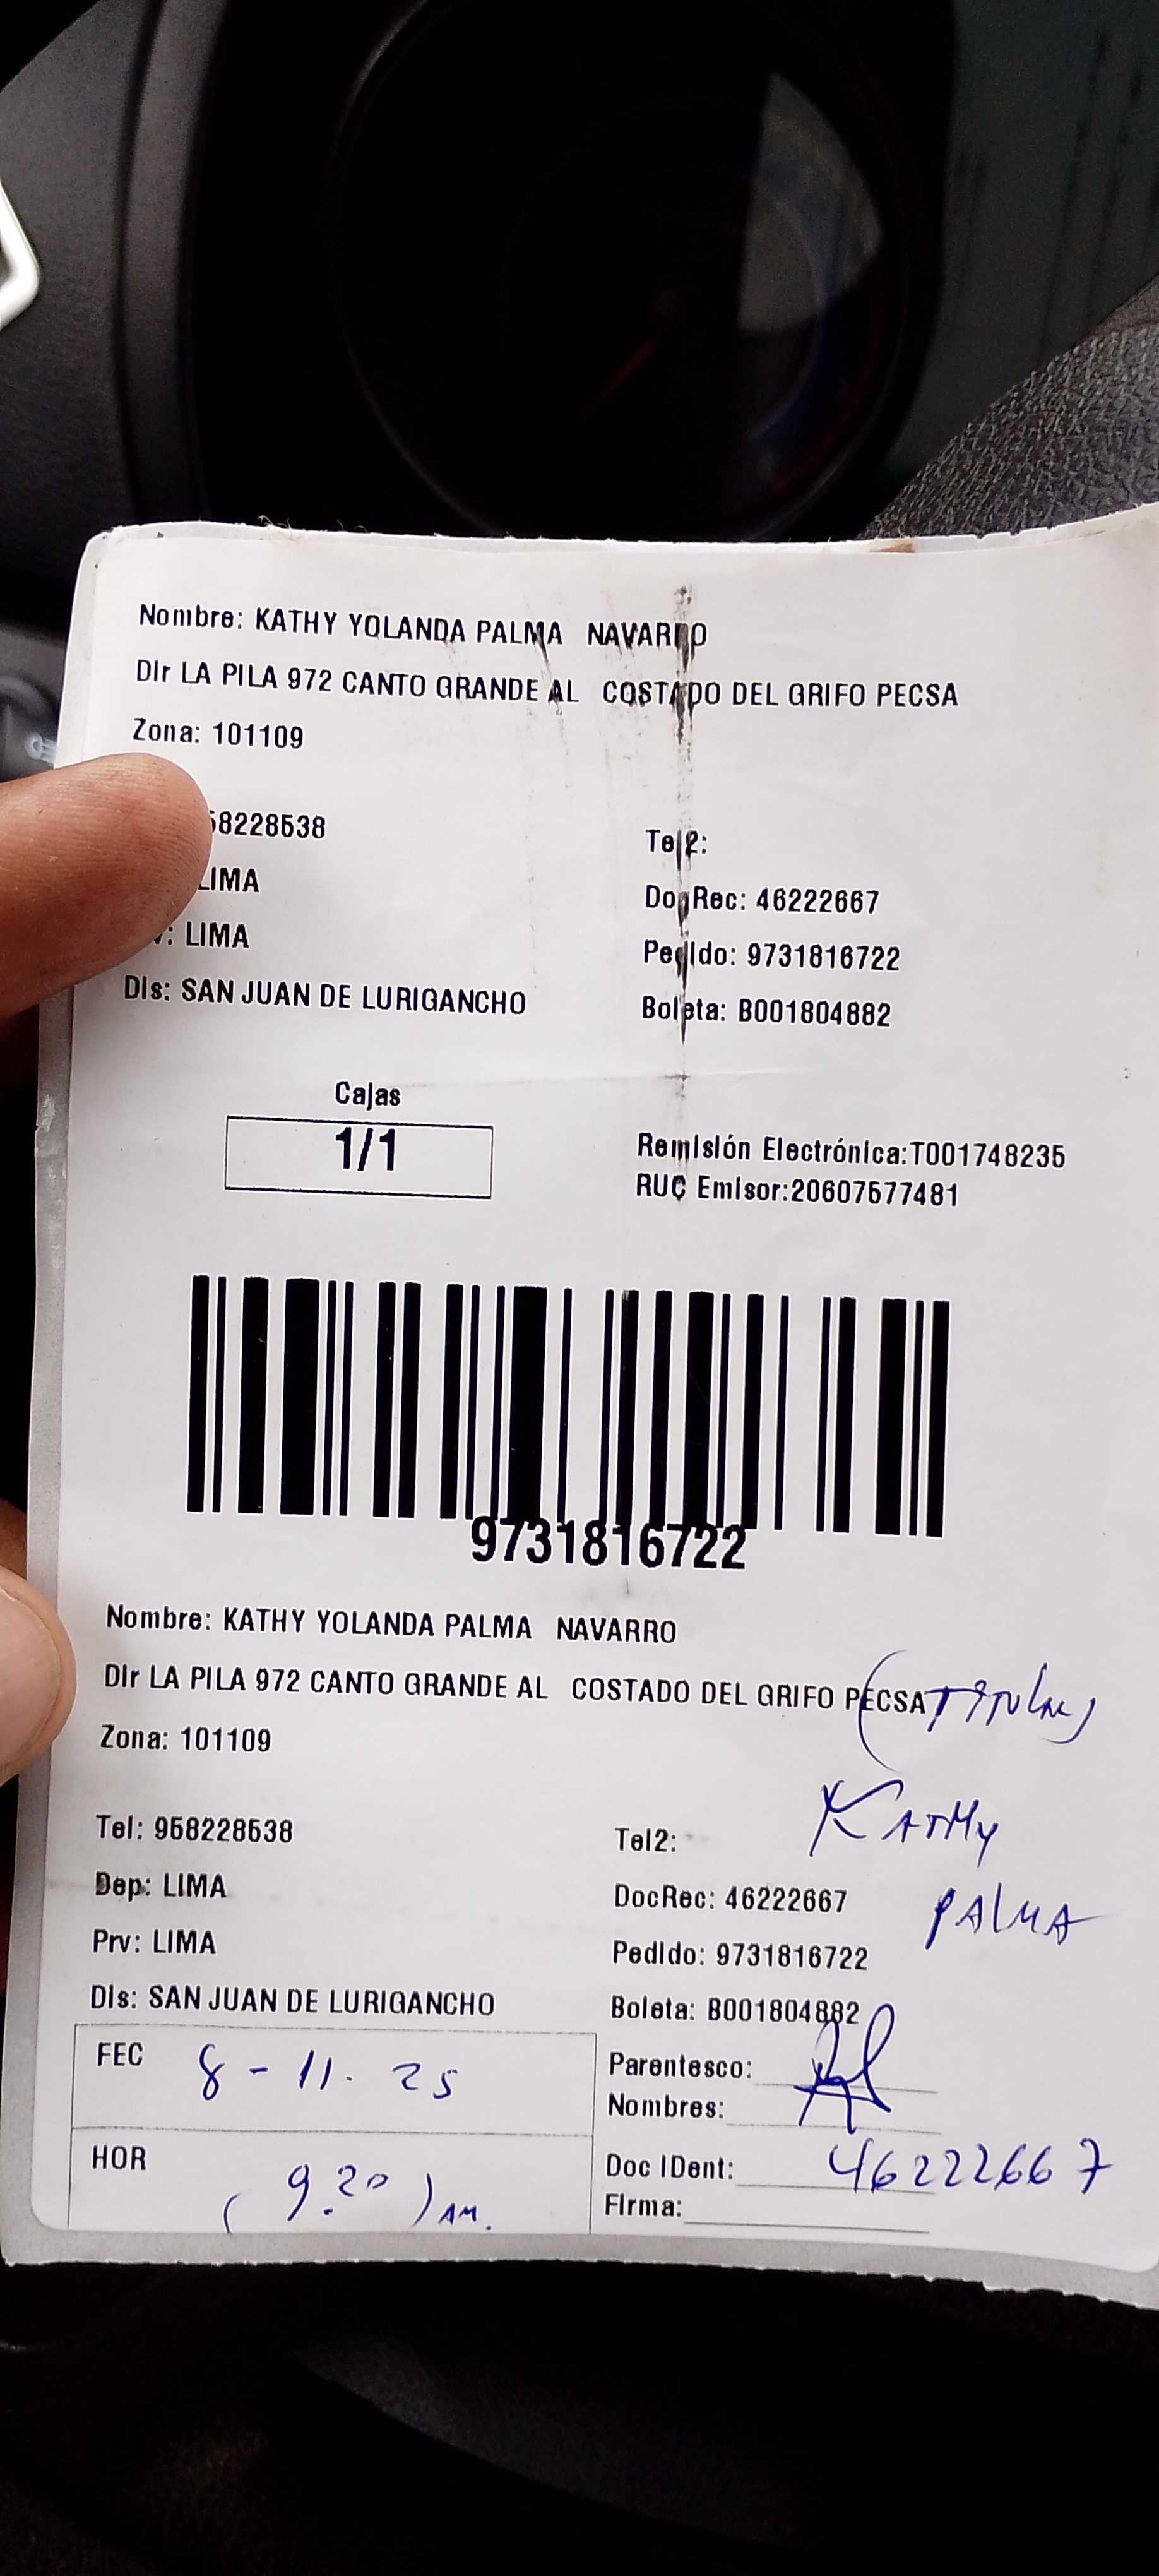 Nombre: KATHY YOLANDA PALMA NAVARRO
Dir LA PILA 972 CANTO GRANDE AL COSTADO DEL GRIFO PECSA
Zona: 101109
58228538
LIMA
: LIMA
Tel2:
DocRec: 46222667
Pedido: 9731816722
Dis: SAN JUAN DE LURIGANCHO
Boleta: B001804882
Cajas
1/1
Remisión Electrónica:T001748235
RUC Emisor:20607577481
9731816722
Nombre: KATHY YOLANDA PALMA NAVARRO
Dir LA PILA 972 CANTO GRANDE AL COSTADO DEL GRIFO PECSA
(TITULAR)
Zona: 101109
KATHY
PALMA
Tel: 958228538
Tel2:
Dep: LIMA
DocRec: 46222667
Prv: LIMA
Pedido: 9731816722
Dis: SAN JUAN DE LURIGANCHO
Boleta: B001804882
FEC 8-11.25
Parentesco:
Nombres:
HOR (9.20) AM.
Doc IDent: 46222667
Firma: